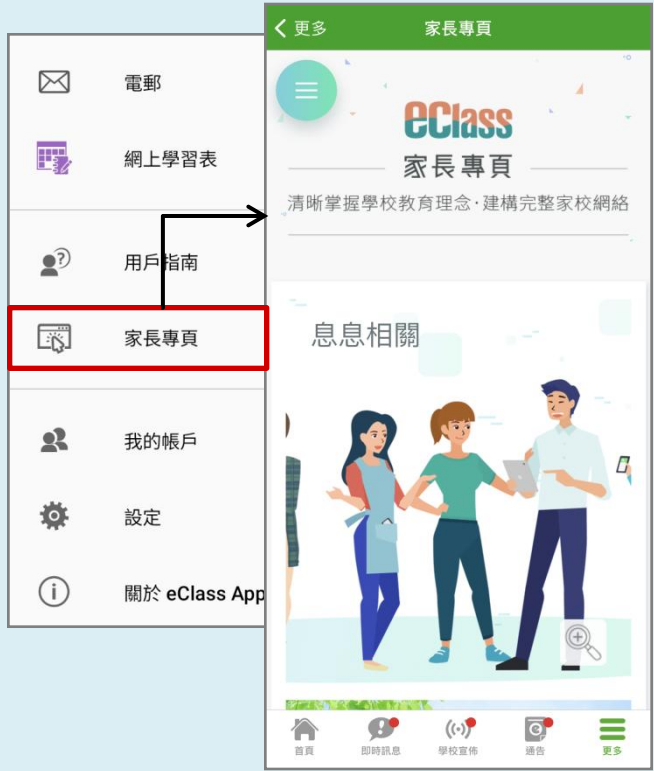 電郵
網上學習表
用戶指南
家長專頁
我的帳戶
設定
關於 eClass App
更多
家長專頁
eClass
家長專頁
清晰掌握學校教育理念·建構完整家校網絡
息息相關
首頁
即時訊息
學校宣佈
通告
更多